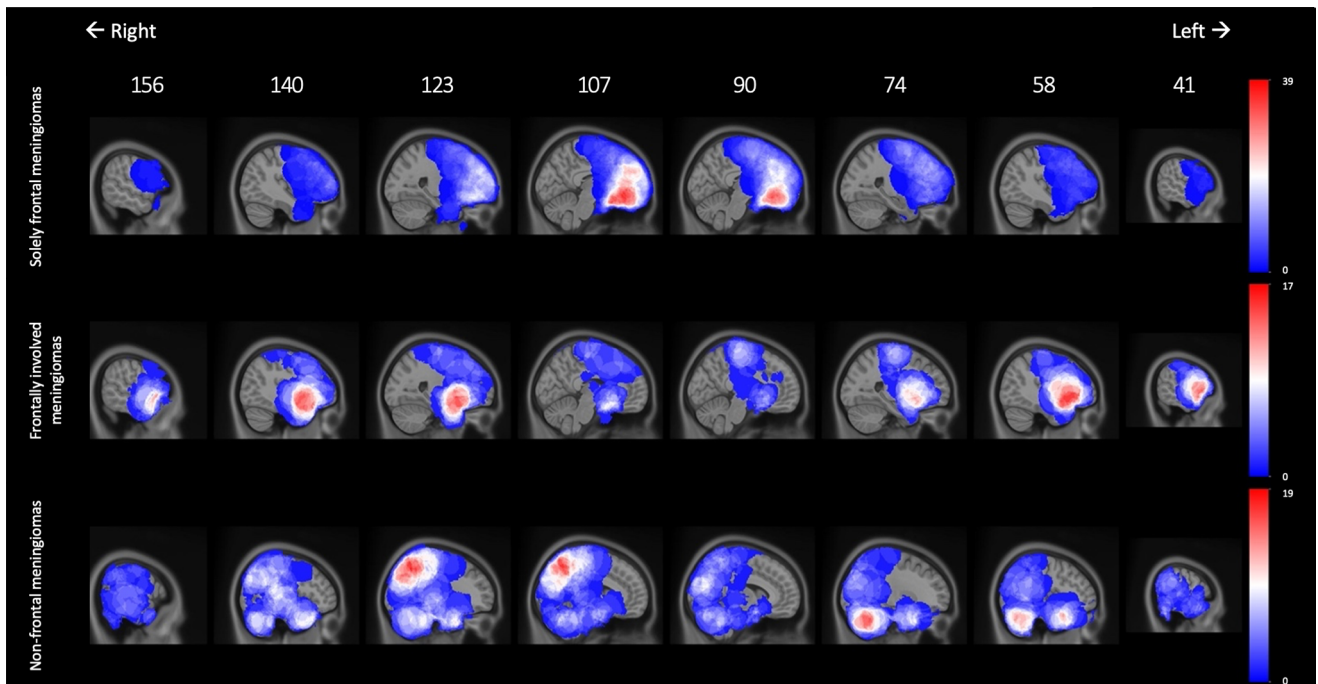 ← Right
Left →
156
140
123
107
90
74
58
41
Solely frontal meningiomas
39
0
Frontally involved
meningiomas
17
0
Non-frontal meningiomas
19
0